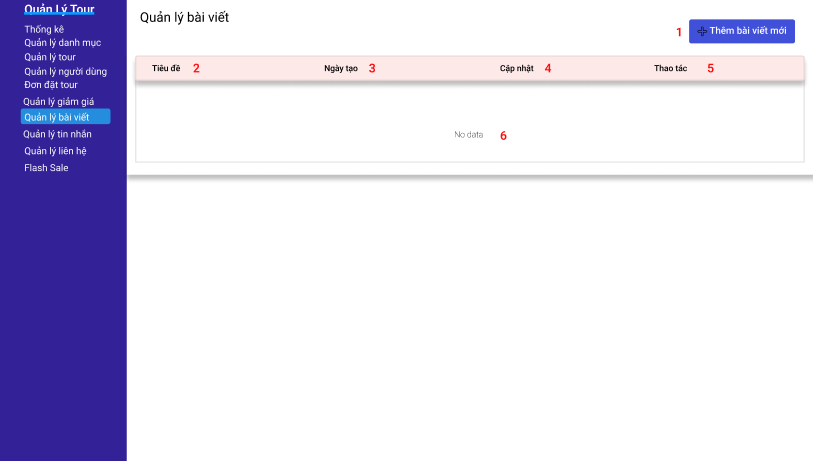 Quản Lý Tour
Thống kê
Quản lý danh mục
Quản lý tour
Quản lý người dùng
Đơn đặt tour
Quản lý giảm giá
Quản lý bài viết
Quản lý tin nhắn
Quản lý liên hệ
Flash Sale
Quản lý bài viết
1 Thêm bài viết mới
Tiêu đề 2 Ngày tạo 3 Cập nhật 4 Thao tác 5
No data 6